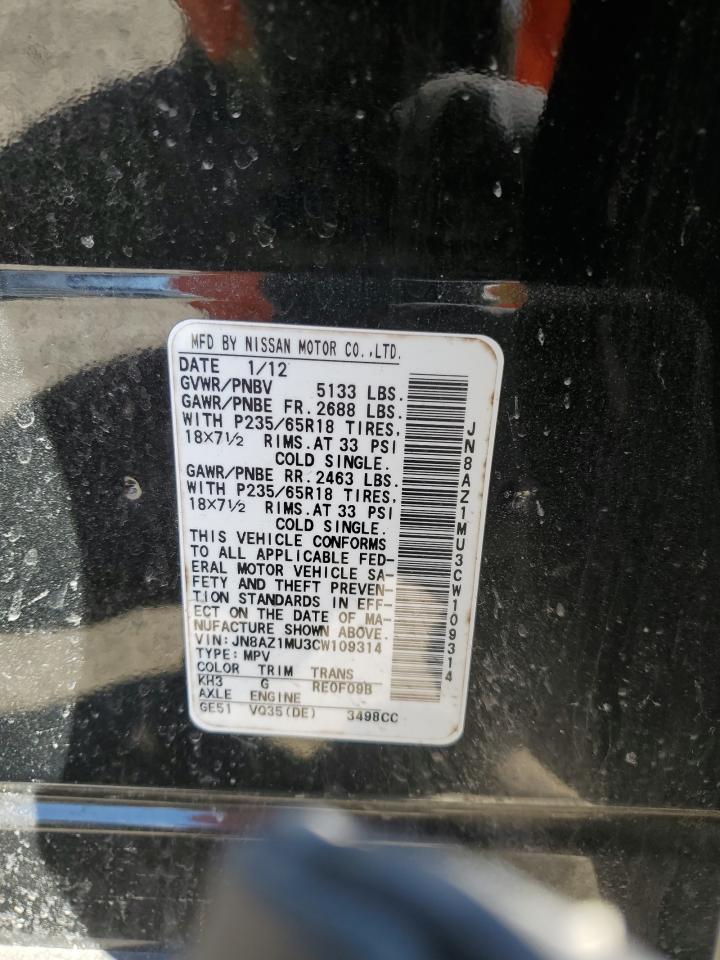 MFD BY NISSAN MOTOR CO.,LTD.
DATE 1/12
GVWR/PNBV 5133 LBS.
GAWR/PNBE FR. 2688 LBS.
WITH P235/65R18 TIRES,
18×7½ RIMS. AT 33 PSI
COLD SINGLE.
GAWR/PNBE RR. 2463 LBS.
WITH P235/65R18 TIRES,
18×7½ RIMS. AT 33 PSI
COLD SINGLE.
THIS VEHICLE CONFORMS
TO ALL APPLICABLE FED-
ERAL MOTOR VEHICLE SA-
FETY AND THEFT PREVEN-
TION STANDARDS IN EFF-
ECT ON THE DATE OF MA-
NUFACTURE SHOWN ABOVE.
VIN: JN8AZ1MU3CW109314
TYPE: MPV
COLOR TRIM TRANS
KH3 G RE0F09B
AXLE ENGINE
GE51 VQ35(DE) 3498CC
JN8AZ1MU3CW109314